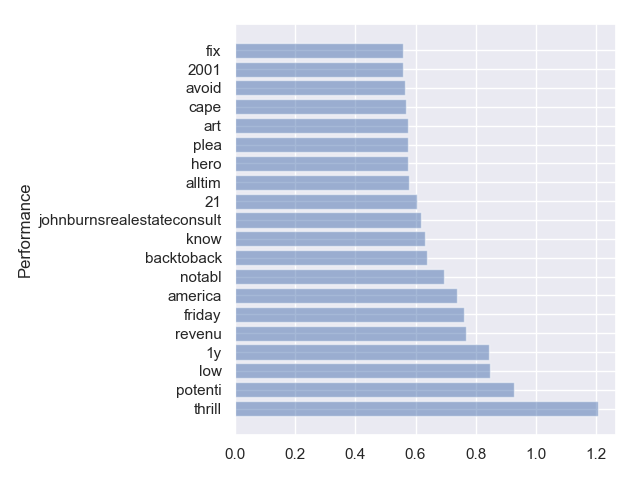 fix
2001
avoid
cape
art
plea
hero
alltim
21
johnburnsrealestateconsult
know
backtoback
notabl
america
friday
revenu
1y
low
potenti
thrill
Performance
0.0 0.2 0.4 0.6 0.8 1.0 1.2